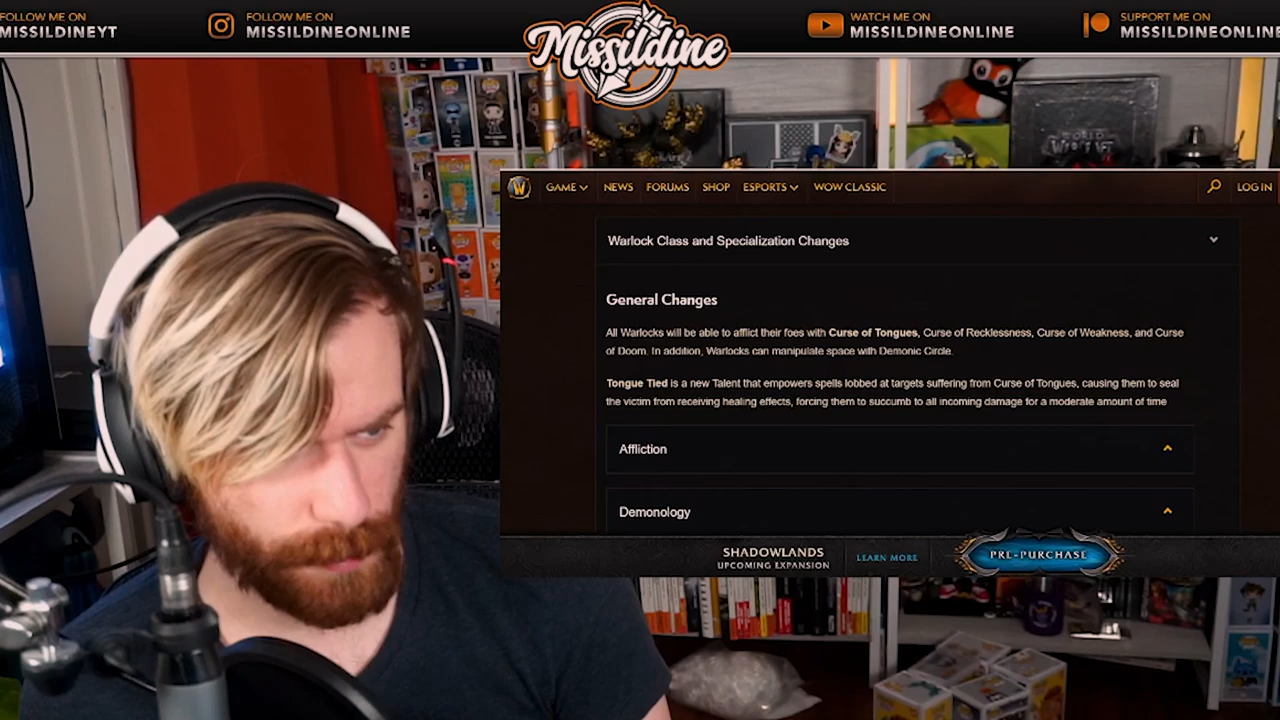 FOLLOW ME ON
MISSILDINEYT
FOLLOW ME ON
MISSILDINEONLINE
Missildine
WATCH ME ON
MISSILDINEONLINE
SUPPORT ME ON
MISSILDINEONLINE
WORLD
WARCRAFT
W GAME NEWS FORUMS SHOP ESPORTS WOW CLASSIC LOG IN
Warlock Class and Specialization Changes
General Changes
All Warlocks will be able to afflict their foes with Curse of Tongues, Curse of Recklessness, Curse of Weakness, and Curse
of Doom. In addition, Warlocks can manipulate space with Demonic Circle.
Tongue Tied is a new Talent that empowers spells lobbed at targets suffering from Curse of Tongues, causing them to seal
the victim from receiving healing effects, forcing them to succumb to all incoming damage for a moderate amount of time
Affliction
Demonology
SHADOWLANDS
UPCOMING EXPANSION
LEARN MORE
PRE-PURCHASE